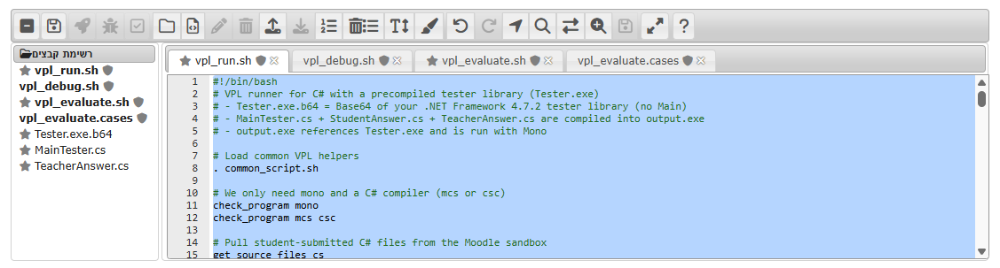 רשימת קבצים
vpl_run.sh
vpl_debug.sh
vpl_evaluate.sh
vpl_evaluate.cases
Tester.exe.b64
MainTester.cs
TeacherAnswer.cs
vpl_run.sh vpl_debug.sh vpl_evaluate.sh vpl_evaluate.cases
1 #!/bin/bash
2 # VPL runner for C# with a precompiled tester library (Tester.exe)
3 # - Tester.exe.b64 = Base64 of your .NET Framework 4.7.2 tester library (no Main)
4 # - MainTester.cs + StudentAnswer.cs + TeacherAnswer.cs are compiled into output.exe
5 # - output.exe references Tester.exe and is run with Mono
6
7 # Load common VPL helpers
8 . common_script.sh
9
10 # We only need mono and a C# compiler (mcs or csc)
11 check_program mono
12 check_program mcs csc
13
14 # Pull student-submitted C# files from the Moodle sandbox
15 get_source_files cs